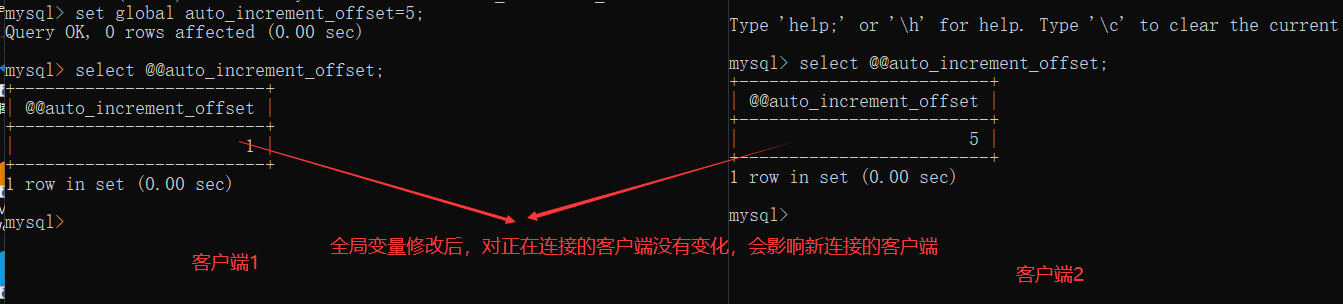 mysql> set global auto_increment_offset=5;
Query OK, 0 rows affected (0.00 sec)
mysql> select @@auto_increment_offset;
+-------------------------+
| @@auto_increment_offset |
+-------------------------+
| 1 |
+-------------------------+
1 row in set (0.00 sec)
mysql>
客户端1
Type 'help;' or '\h' for help. Type '\c' to clear the current
mysql> select @@auto_increment_offset;
+-------------------------+
| @@auto_increment_offset |
+-------------------------+
| 5 |
+-------------------------+
1 row in set (0.00 sec)
mysql>
客户端2
全局变量修改后，对正在连接的客户端没有变化，会影响新连接的客户端